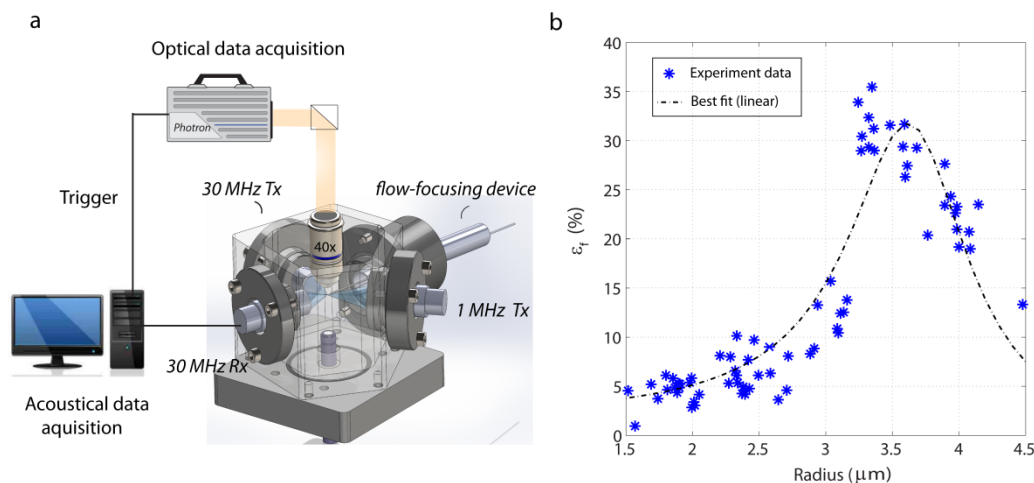 a
Optical data acquisition
Photron
Trigger
30 MHz Tx
flow-focusing device
40x
1 MHz Tx
30 MHz Rx
Acoustical data
aquisition
b
Experiment data
Best fit (linear)
40
35
30
25
20
15
10
5
0
εf (%)
1.5 2 2.5 3 3.5 4 4.5
Radius (μm)